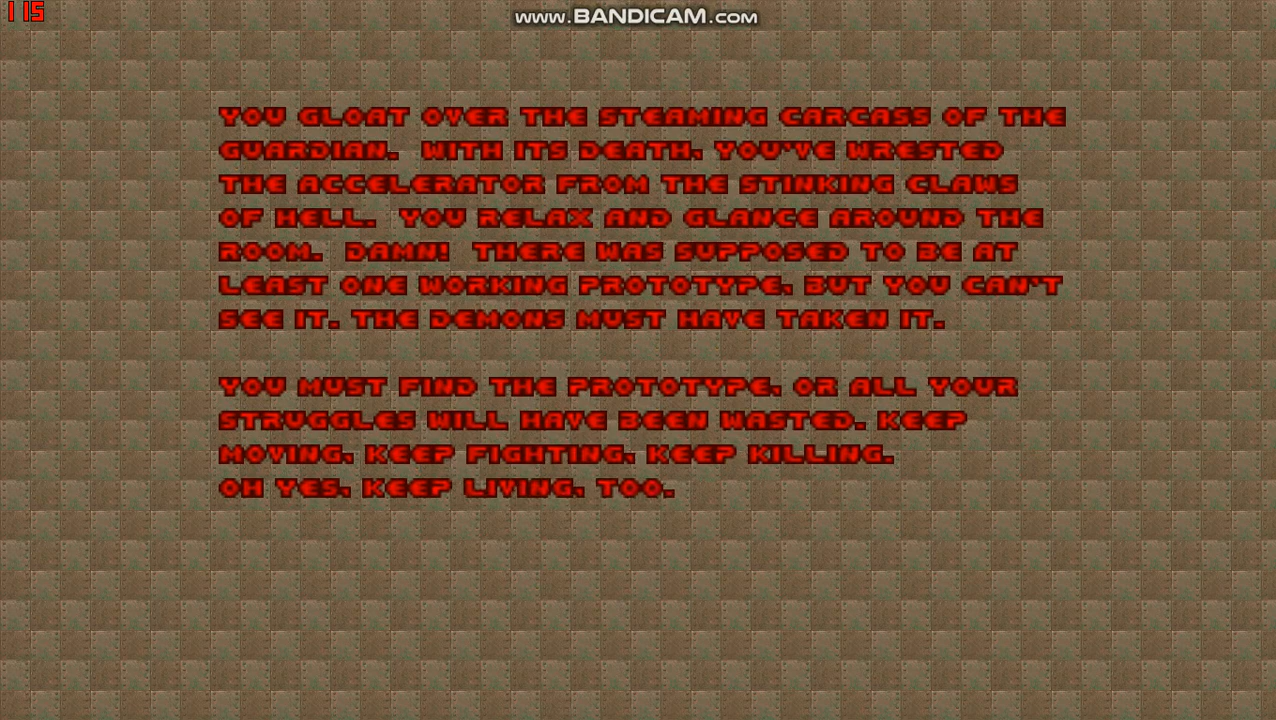 115
www.BANDICAM.com
YOU GLOAT OVER THE STEAMING CARCASS OF THE
GUARDIAN.  WITH ITS DEATH, YOU'VE WRESTED
THE ACCELERATOR FROM THE STINKING CLAWS
OF HELL.  YOU RELAX AND GLANCE AROUND THE
ROOM.  DAMN!  THERE WAS SUPPOSED TO BE AT
LEAST ONE WORKING PROTOTYPE, BUT YOU CAN'T
SEE IT. THE DEMONS MUST HAVE TAKEN IT.

YOU MUST FIND THE PROTOTYPE, OR ALL YOUR
STRUGGLES WILL HAVE BEEN WASTED. KEEP
MOVING, KEEP FIGHTING, KEEP KILLING.
OH YES, KEEP LIVING, TOO.